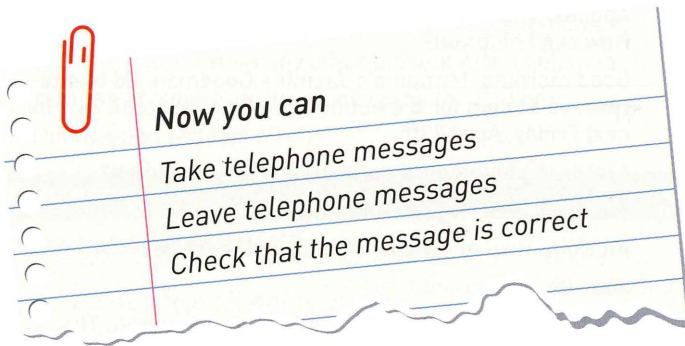 Now you can
Take telephone messages
Leave telephone messages
Check that the message is correct